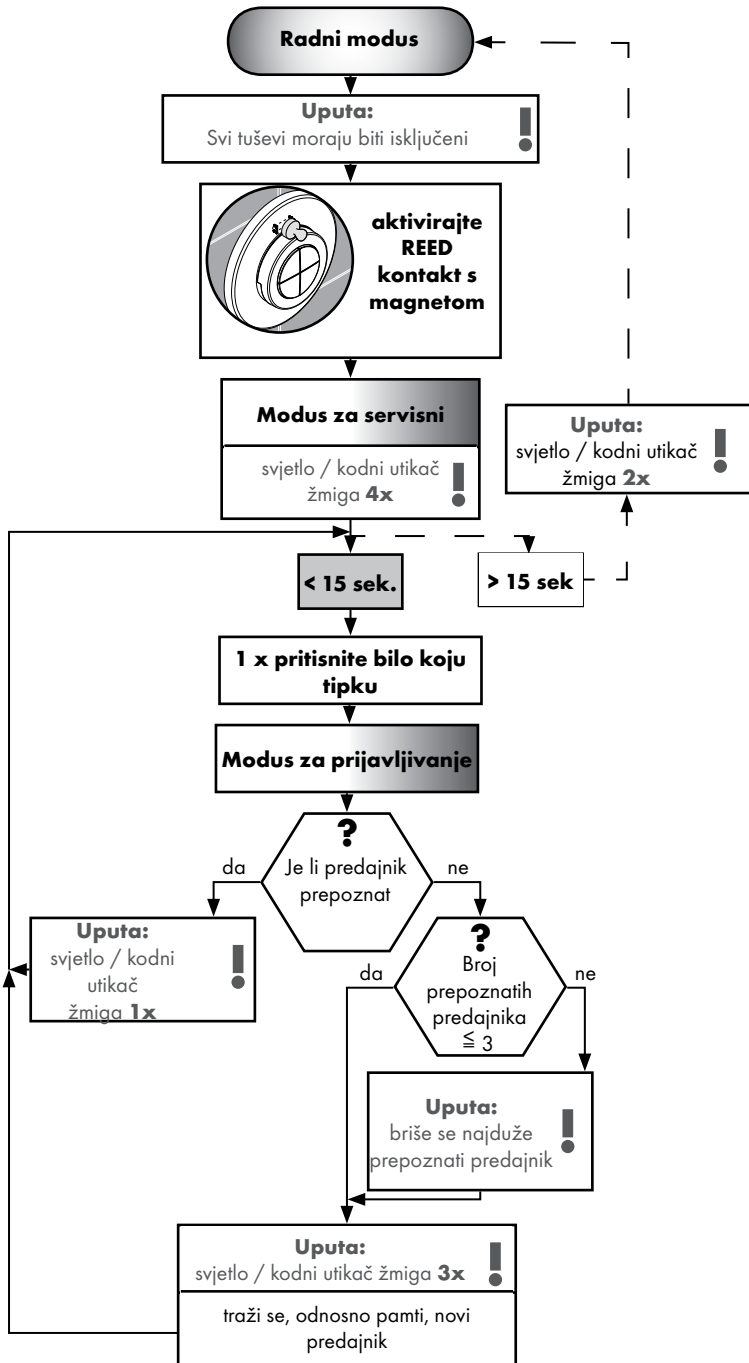 Radni modus
Uputa:
Svi tuševi moraju biti isključeni
!
aktivirajte
REED
kontakt s
magnetom
Modus za servisni
svjetlo / kodni utikač
žmiga 4x
!
Uputa:
svjetlo / kodni utikač
žmiga 2x
!
< 15 sek.
> 15 sek
1 x pritisnite bilo koju
tipku
Modus za prijavljivanje
?
Je li predajnik
prepoznat
da
ne
Uputa:
svjetlo / kodni
utikač
žmiga 1x
!
?
Broj
prepoznatih
predajnika
≦ 3
da
ne
Uputa:
briše se najduže
prepoznati predajnik
!
Uputa:
svjetlo / kodni utikač žmiga 3x
!
traži se, odnosno pamti, novi
predajnik